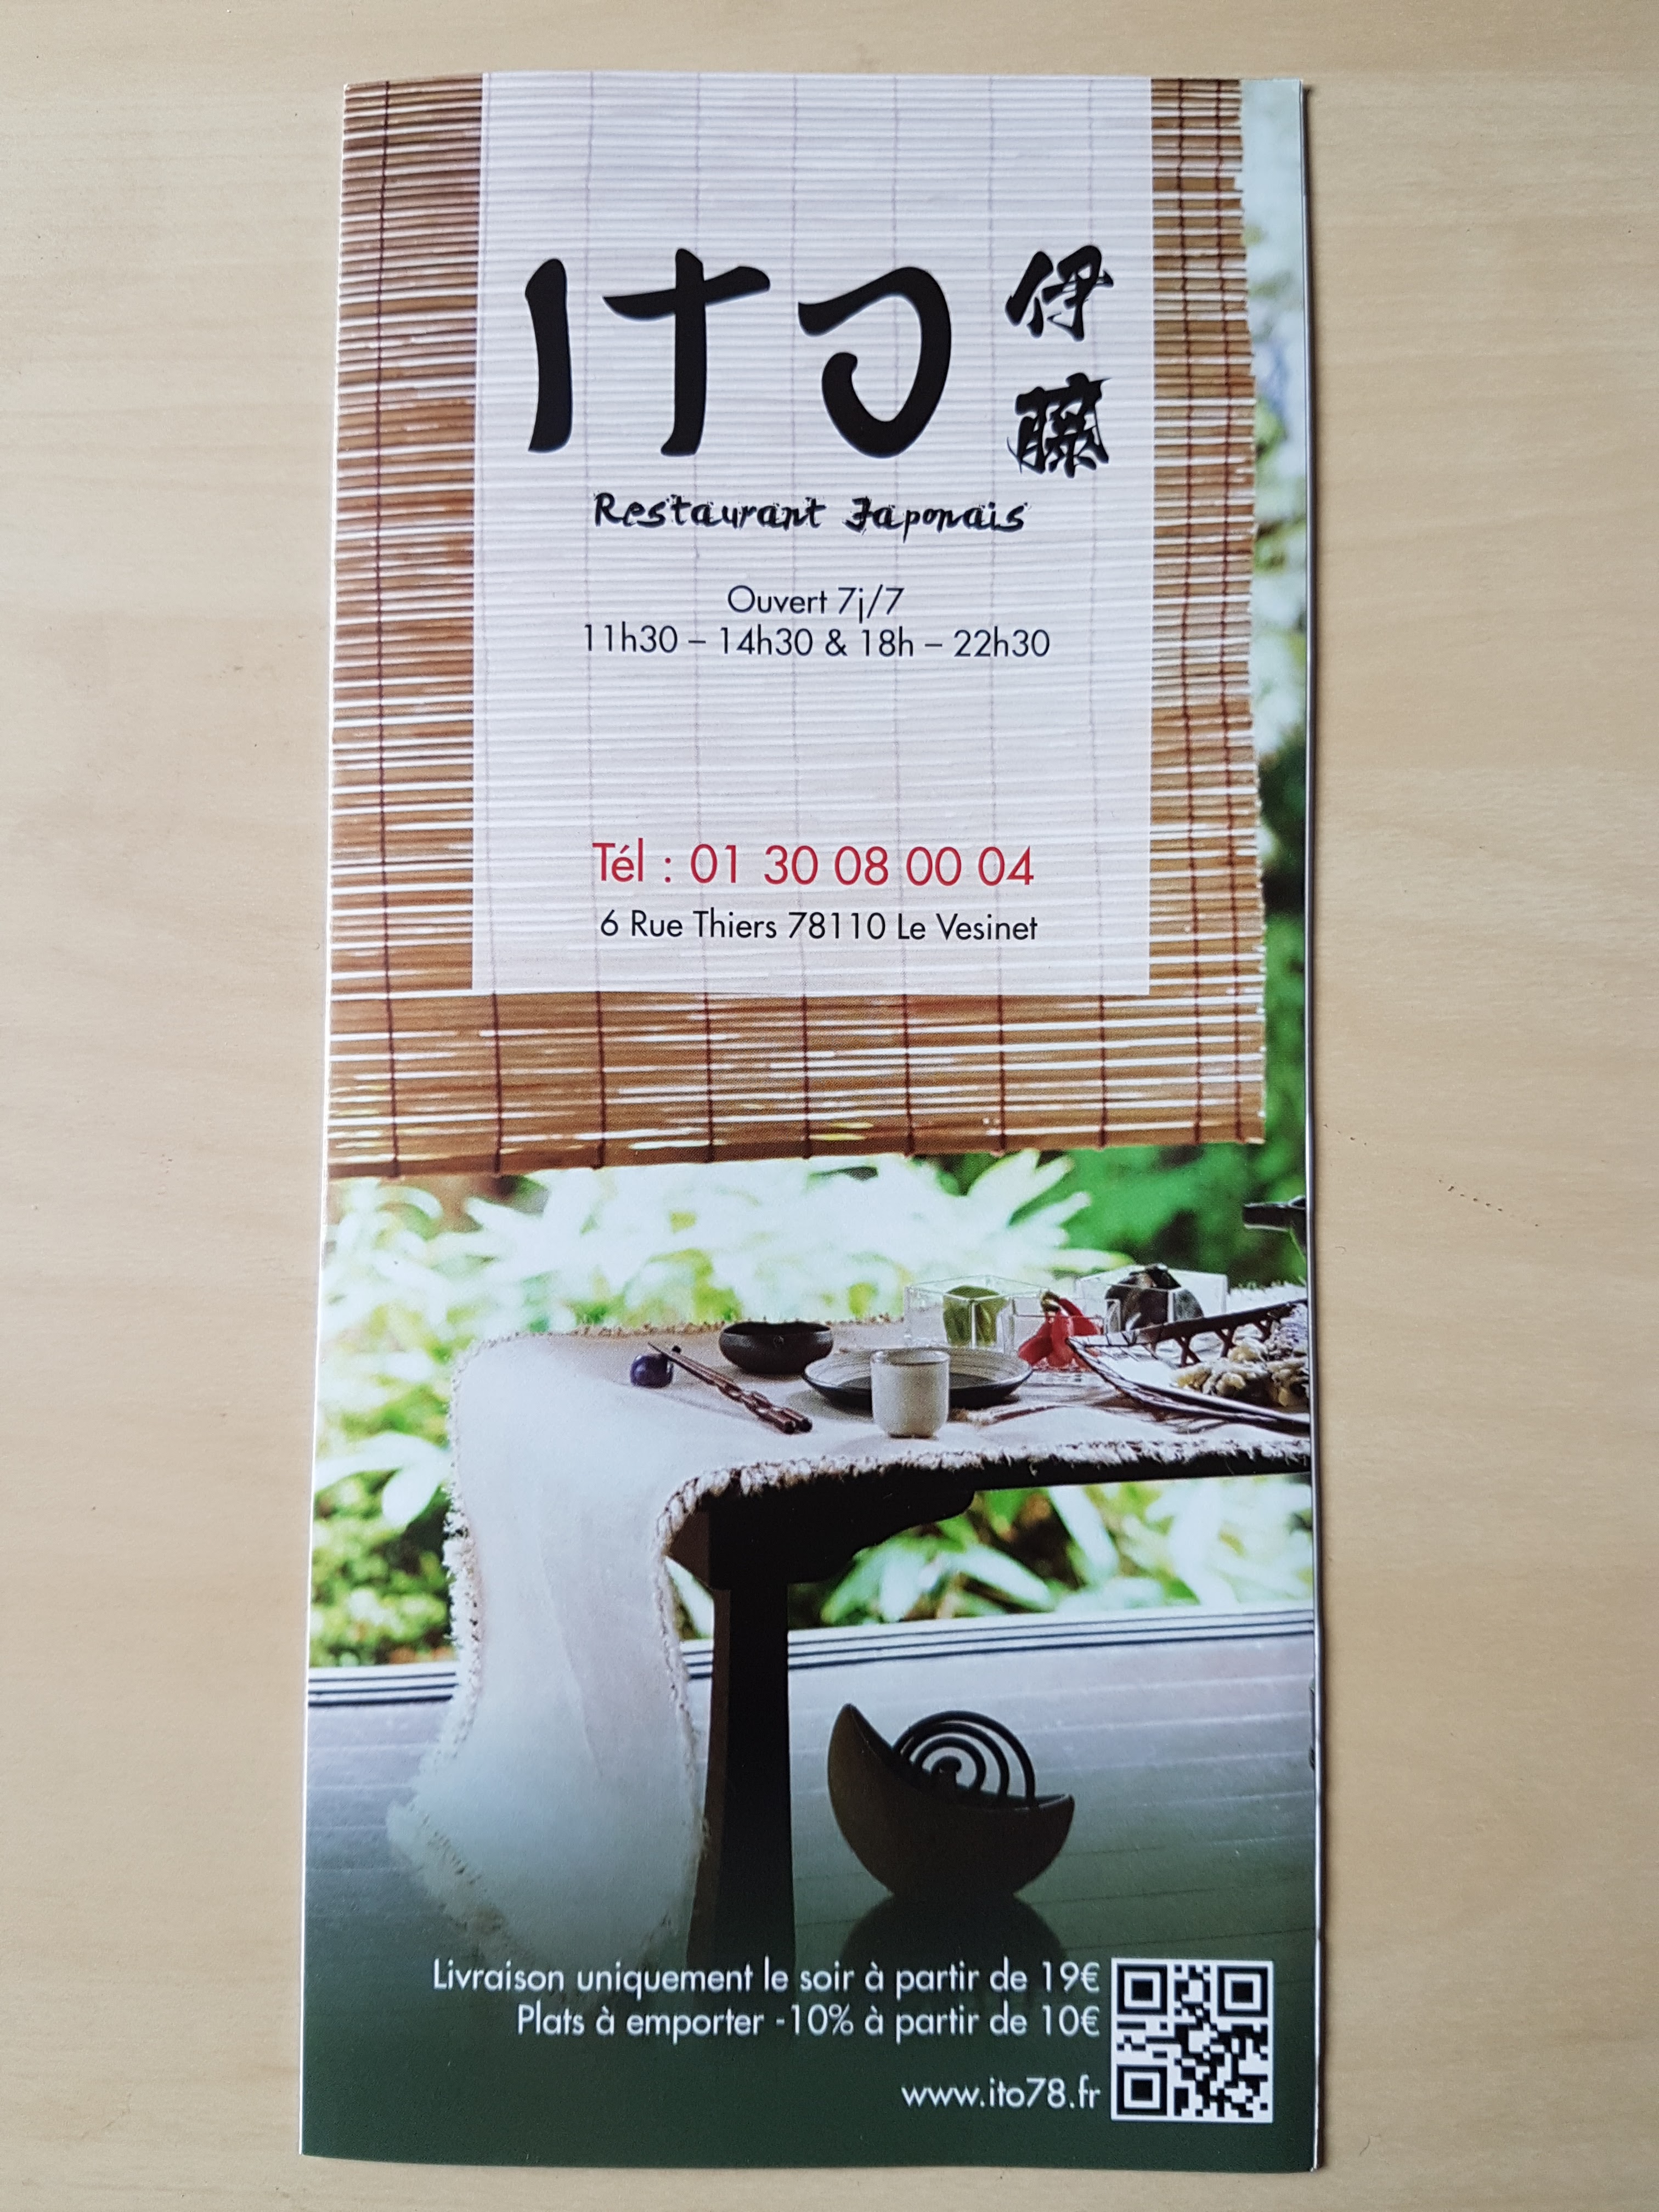 ITO 伊藤
Restaurant Japonais
Ouvert 7j/7
11h30 – 14h30 & 18h – 22h30
Tél : 01 30 08 00 04
6 Rue Thiers 78110 Le Vesinet
Livraison uniquement le soir à partir de 19€
Plats à emporter -10% à partir de 10€
www.ito78.fr